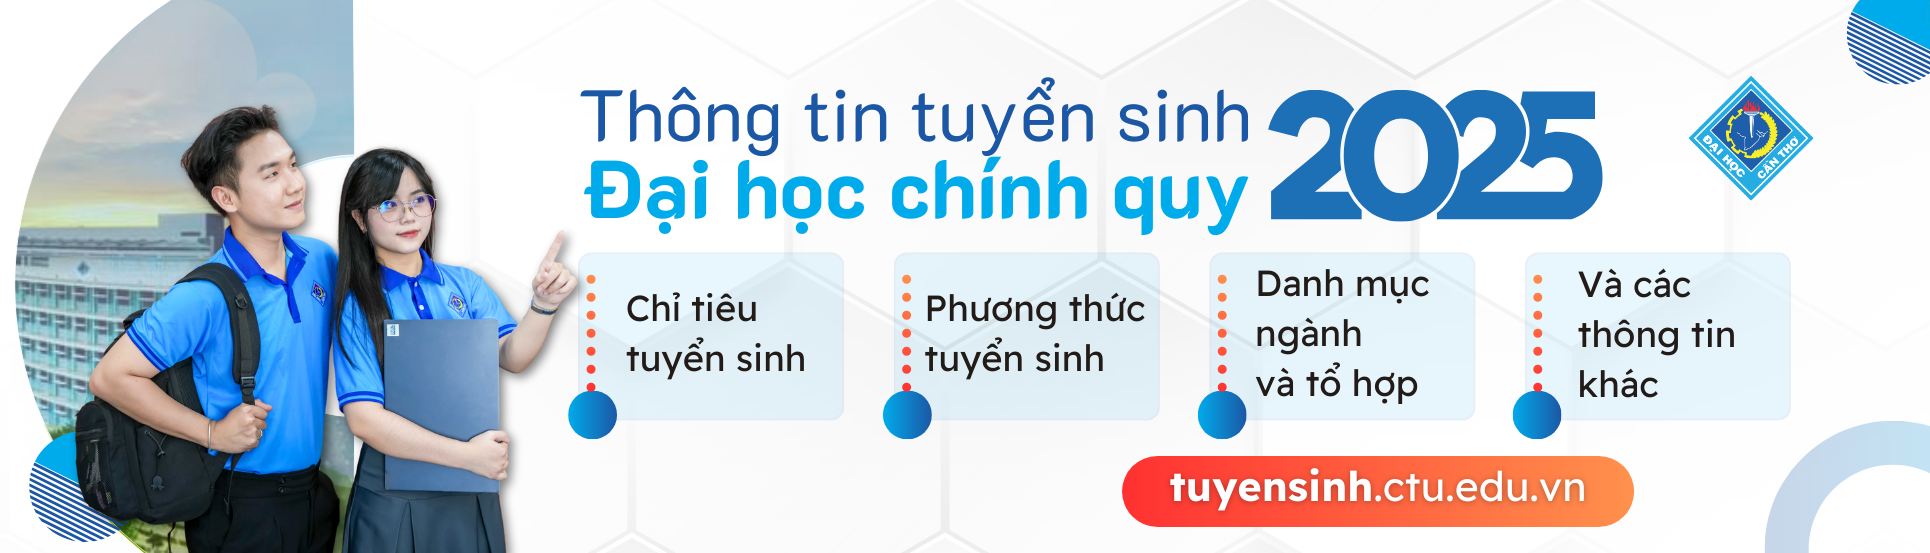 Thông tin tuyển sinh
Đại học chính quy
2025
ĐẠI HỌC
CẦN THƠ
Chỉ tiêu
tuyển sinh
Phương thức
tuyển sinh
Danh mục
ngành
và tổ hợp
Và các
thông tin
khác
tuyensinh.ctu.edu.vn